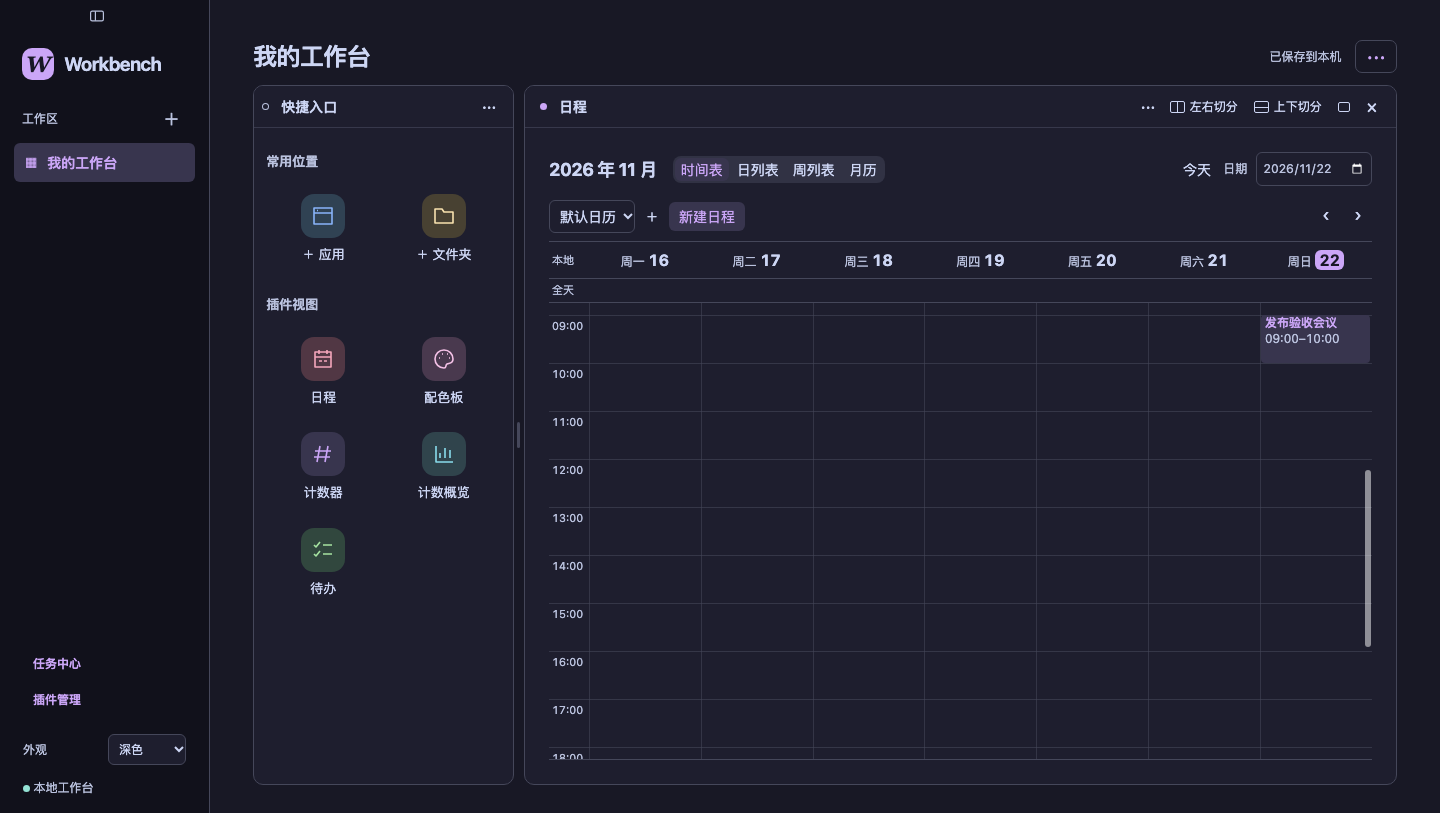 W Workbench
工作区 +
我的工作台
任务中心
插件管理
外观 深色
本地工作台
我的工作台
已保存到本机 ...
快捷入口 ...
常用位置
+ 应用 + 文件夹
插件视图
日程 配色板
计数器 计数概览
待办
日程 ... 左右切分 上下切分
2026 年 11 月 时间表 日列表 周列表 月历 今天 日期 2026/11/22
默认日历 + 新建日程 ‹ ›
本地 周一 16 周二 17 周三 18 周四 19 周五 20 周六 21 周日 22
全天
09:00 发布验收会议
09:00–10:00
10:00
11:00
12:00
13:00
14:00
15:00
16:00
17:00
18:00